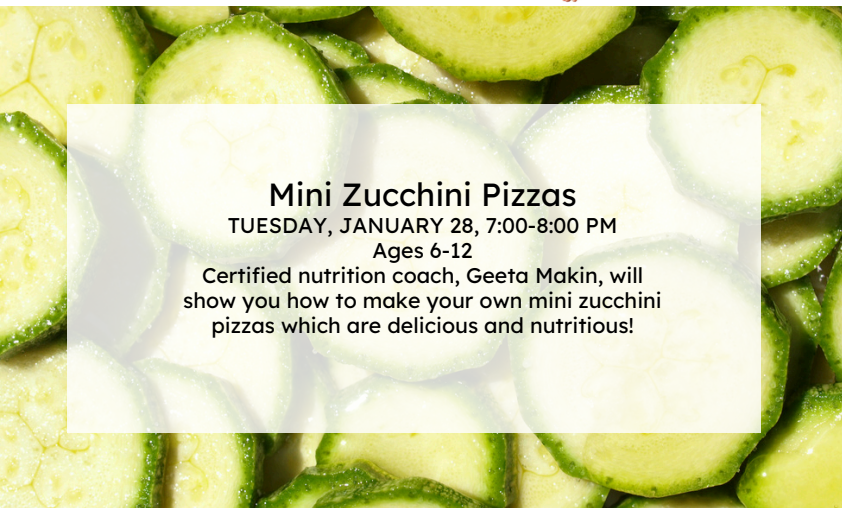 Mini Zucchini Pizzas
TUESDAY, JANUARY 28, 7:00-8:00 PM
Ages 6-12
Certified nutrition coach, Geeta Makin, will
show you how to make your own mini zucchini
pizzas which are delicious and nutritious!